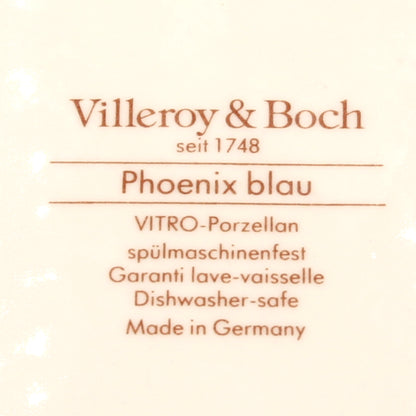 Villeroy & Boch
seit 1748
Phoenix blau
VITRO-Porzellan
spülmaschinenfest
Garanti lave-vaisselle
Dishwasher-safe
Made in Germany